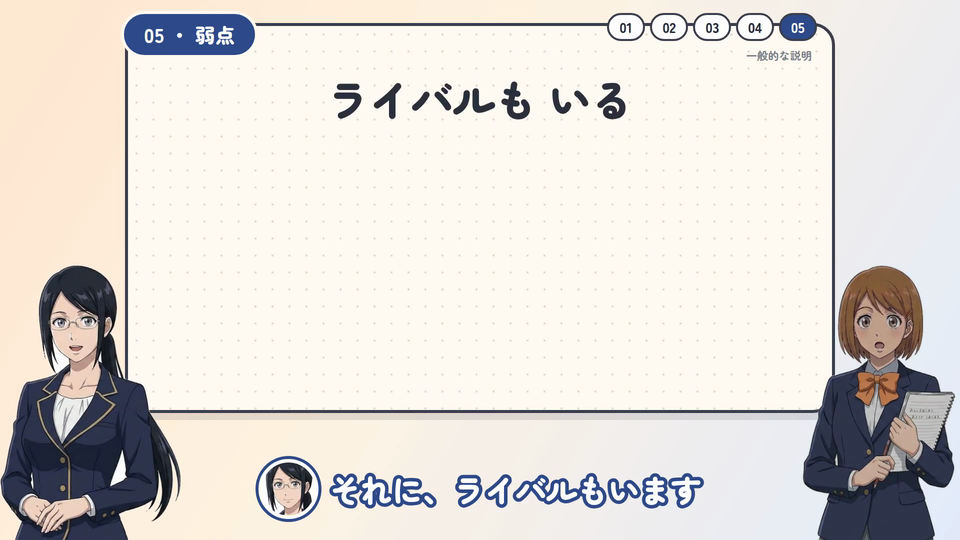 05 ・ 弱点
01 02 03 04 05
一般的な説明
ライバルも いる
それに、ライバルもいます